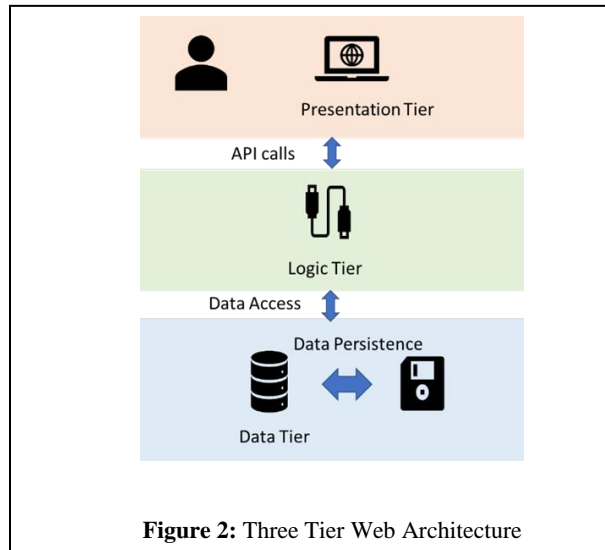 Presentation Tier
API calls
Logic Tier
Data Access
Data Persistence
Data Tier
Figure 2: Three Tier Web Architecture